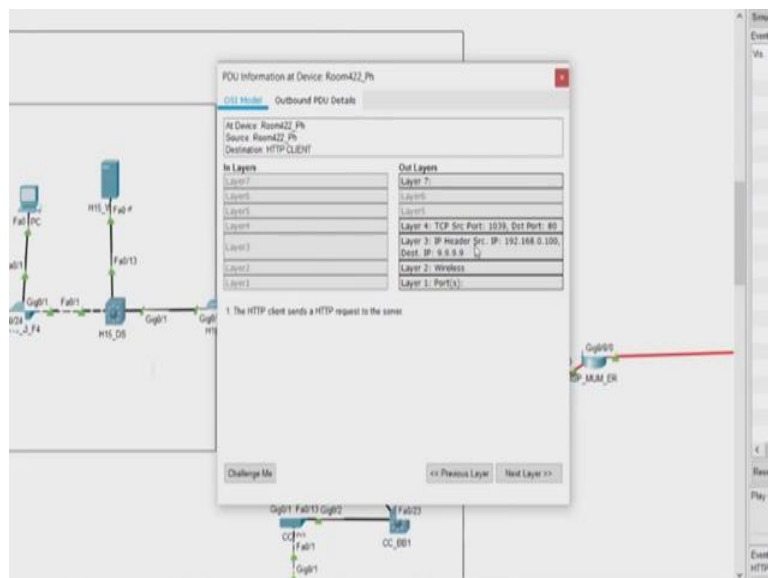 PDU Information at Device: Room422_Ph
OSI Model Outbound PDU Details
At Device: Room422_Ph
Source: Room422_Ph
Destination: HTTP CLIENT
In Layers
Layer7
Layer6
Layer5
Layer4
Layer3
Layer2
Layer1
Out Layers
Layer 7:
Layer6
Layer5
Layer 4: TCP Src Port: 1039, Dst Port: 80
Layer 3: IP Header Src. IP: 192.168.0.100,
Dest. IP: 9.9.9.9
Layer 2: Wireless
Layer 1: Port(s):
1. The HTTP client sends a HTTP request to the server.
Challenge Me
<< Previous Layer
Next Layer >>
Fa0 PC
Fa0/13
Gig0/1
Fa0/1
H15_DS
Gig0/1
Gig0/0/0
_MUM_ER
Gig0/1 Fa0/13 Gig0/2
Fa0/23
CC_BB1
Fa0/1
Gig0/1
Vis
Play